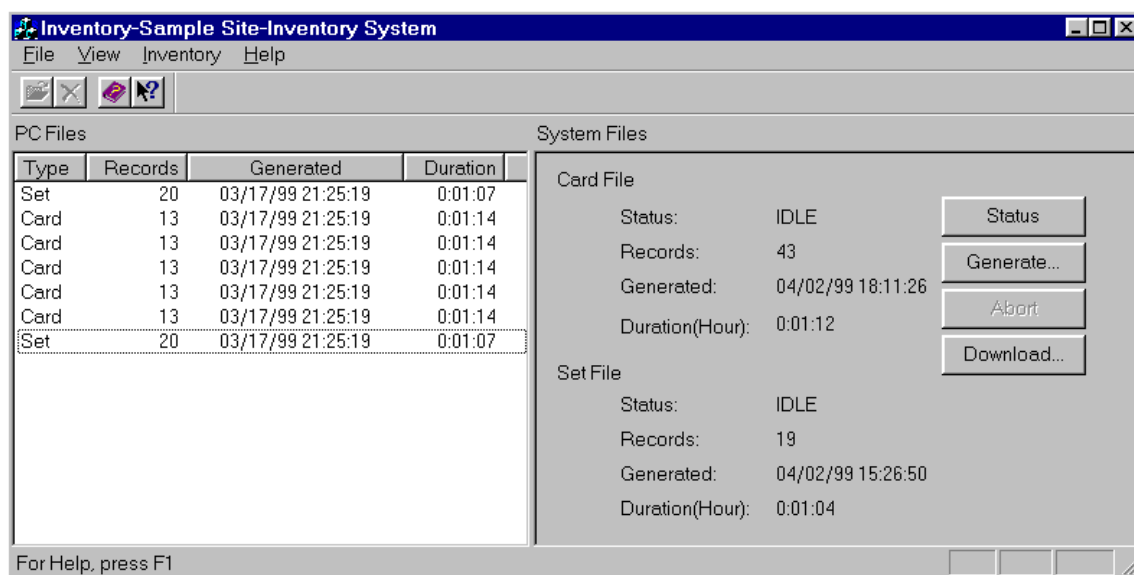 Inventory-Sample Site-Inventory System
File View Inventory Help
PC Files
Type Records Generated Duration
Set 20 03/17/99 21:25:19 0:01:07
Card 13 03/17/99 21:25:19 0:01:14
Card 13 03/17/99 21:25:19 0:01:14
Card 13 03/17/99 21:25:19 0:01:14
Card 13 03/17/99 21:25:19 0:01:14
Card 13 03/17/99 21:25:19 0:01:14
Set 20 03/17/99 21:25:19 0:01:07
System Files
Card File
Status: IDLE
Records: 43
Generated: 04/02/99 18:11:26
Duration(Hour): 0:01:12
Status
Generate...
Abort
Download...
Set File
Status: IDLE
Records: 19
Generated: 04/02/99 15:26:50
Duration(Hour): 0:01:04
For Help, press F1